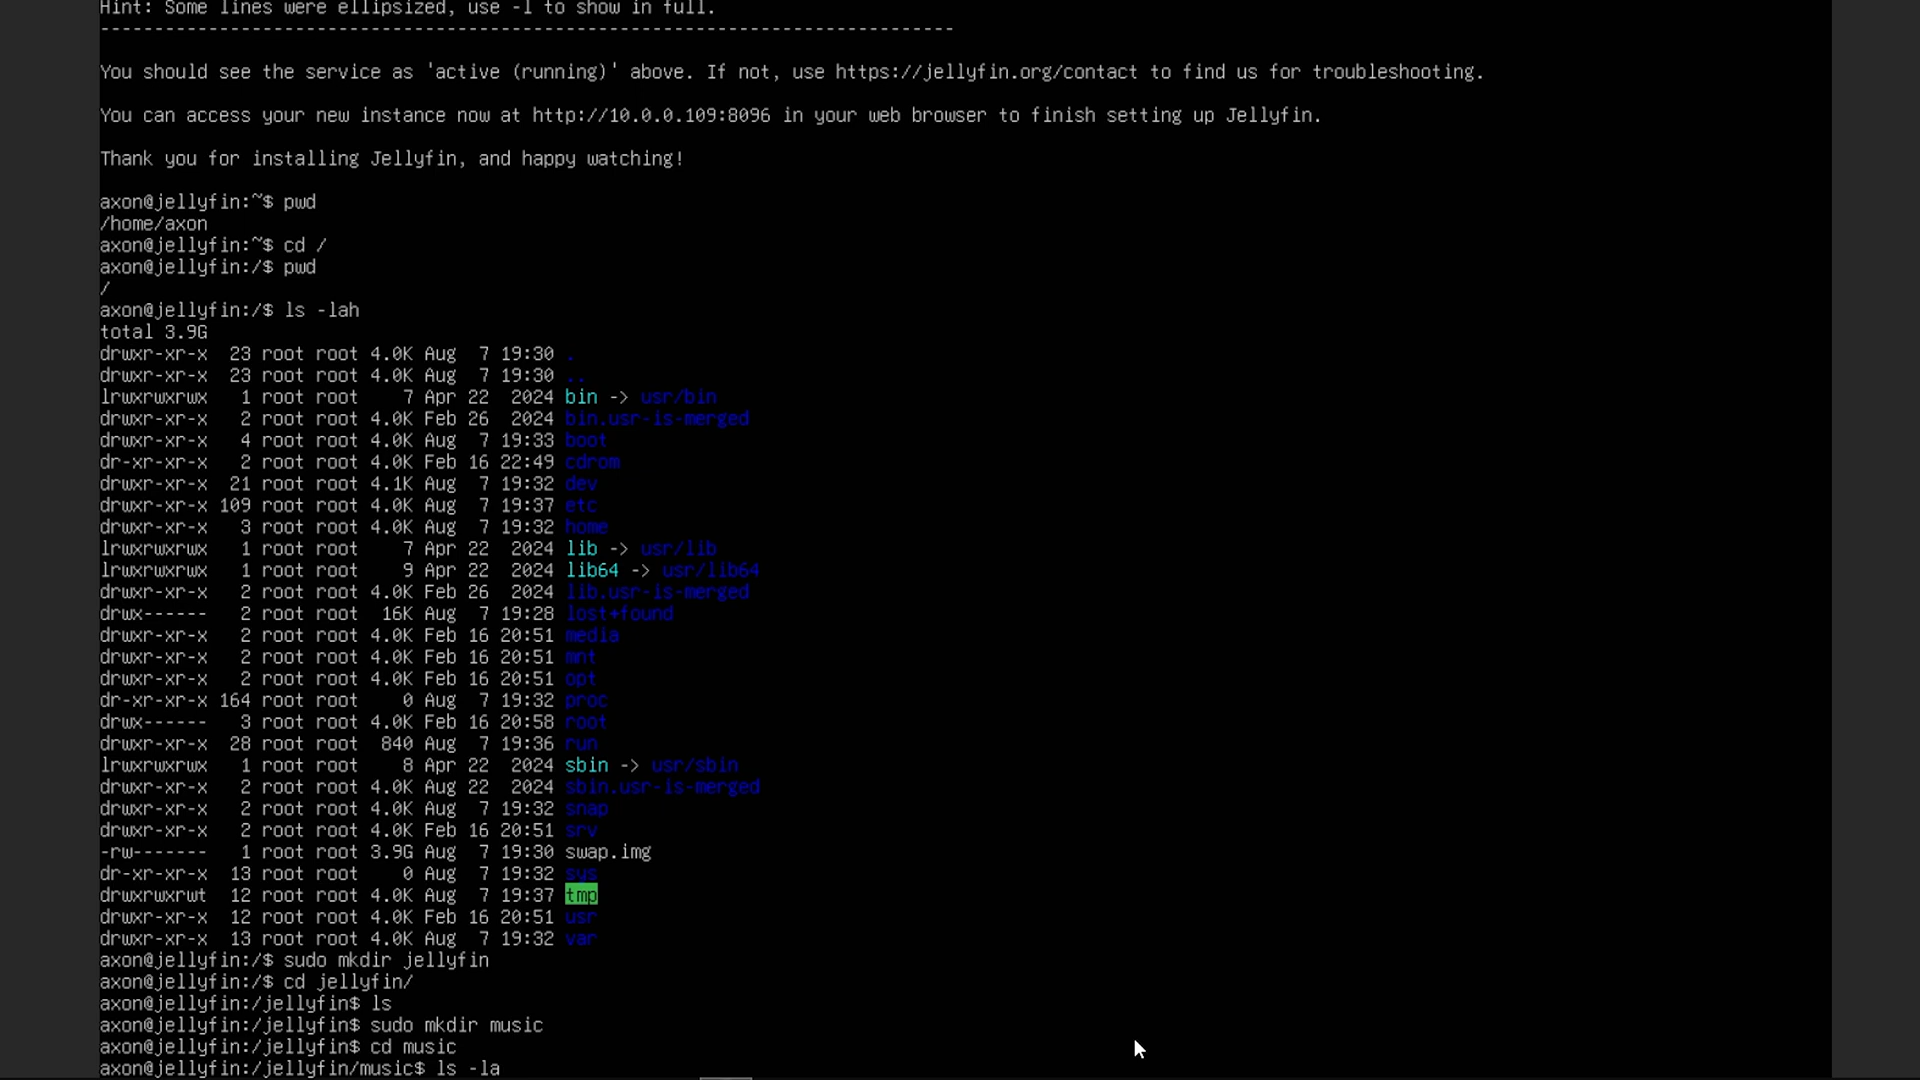 Hint: Some lines were ellipsized, use -l to show in full.
-------------------------------------------------------------------------------
You should see the service as 'active (running)' above. If not, use https://jellyfin.org/contact to find us for troubleshooting.
You can access your new instance now at http://10.0.0.109:8096 in your web browser to finish setting up Jellyfin.
Thank you for installing Jellyfin, and happy watching!
axon@jellyfin:~$ pwd
/home/axon
axon@jellyfin:~$ cd /
axon@jellyfin:/$ pwd
/
axon@jellyfin:/$ ls -lah
total 3.9G
drwxr-xr-x  23 root root 4.0K Aug  7 19:30 .
drwxr-xr-x  23 root root 4.0K Aug  7 19:30 ..
lrwxrwxrwx   1 root root    7 Apr 22  2024 bin -> usr/bin
drwxr-xr-x   2 root root 4.0K Feb 26  2024 bin.usr-is-merged
drwxr-xr-x   4 root root 4.0K Aug  7 19:33 boot
dr-xr-xr-x   2 root root 4.0K Feb 16 22:49 cdrom
drwxr-xr-x  21 root root 4.1K Aug  7 19:32 dev
drwxr-xr-x 109 root root 4.0K Aug  7 19:37 etc
drwxr-xr-x   3 root root 4.0K Aug  7 19:32 home
lrwxrwxrwx   1 root root    7 Apr 22  2024 lib -> usr/lib
lrwxrwxrwx   1 root root    9 Apr 22  2024 lib64 -> usr/lib64
drwxr-xr-x   2 root root 4.0K Feb 26  2024 lib.usr-is-merged
drwx------   2 root root  16K Aug  7 19:28 lost+found
drwxr-xr-x   2 root root 4.0K Feb 16 20:51 media
drwxr-xr-x   2 root root 4.0K Feb 16 20:51 mnt
drwxr-xr-x   2 root root 4.0K Feb 16 20:51 opt
dr-xr-xr-x 164 root root    0 Aug  7 19:32 proc
drwx------   3 root root 4.0K Feb 16 20:58 root
drwxr-xr-x  28 root root  840 Aug  7 19:36 run
lrwxrwxrwx   1 root root    8 Apr 22  2024 sbin -> usr/sbin
drwxr-xr-x   2 root root 4.0K Aug 22  2024 sbin.usr-is-merged
drwxr-xr-x   2 root root 4.0K Aug  7 19:32 snap
drwxr-xr-x   2 root root 4.0K Feb 16 20:51 srv
-rw-------   1 root root 3.9G Aug  7 19:30 swap.img
dr-xr-xr-x  13 root root    0 Aug  7 19:32 sys
drwxrwxrwt  12 root root 4.0K Aug  7 19:37 tmp
drwxr-xr-x  12 root root 4.0K Feb 16 20:51 usr
drwxr-xr-x  13 root root 4.0K Aug  7 19:32 var
axon@jellyfin:/$ sudo mkdir jellyfin
axon@jellyfin:/$ cd jellyfin/
axon@jellyfin:/jellyfin$ ls
axon@jellyfin:/jellyfin$ sudo mkdir music
axon@jellyfin:/jellyfin$ cd music
axon@jellyfin:/jellyfin/music$ ls -la